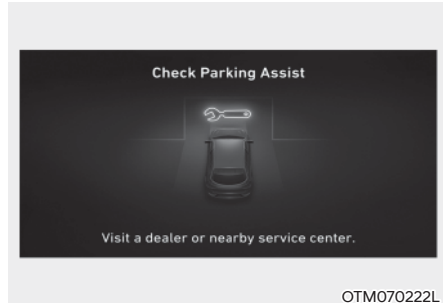 Check Parking Assist
Visit a dealer or nearby service center.
OTM070222L